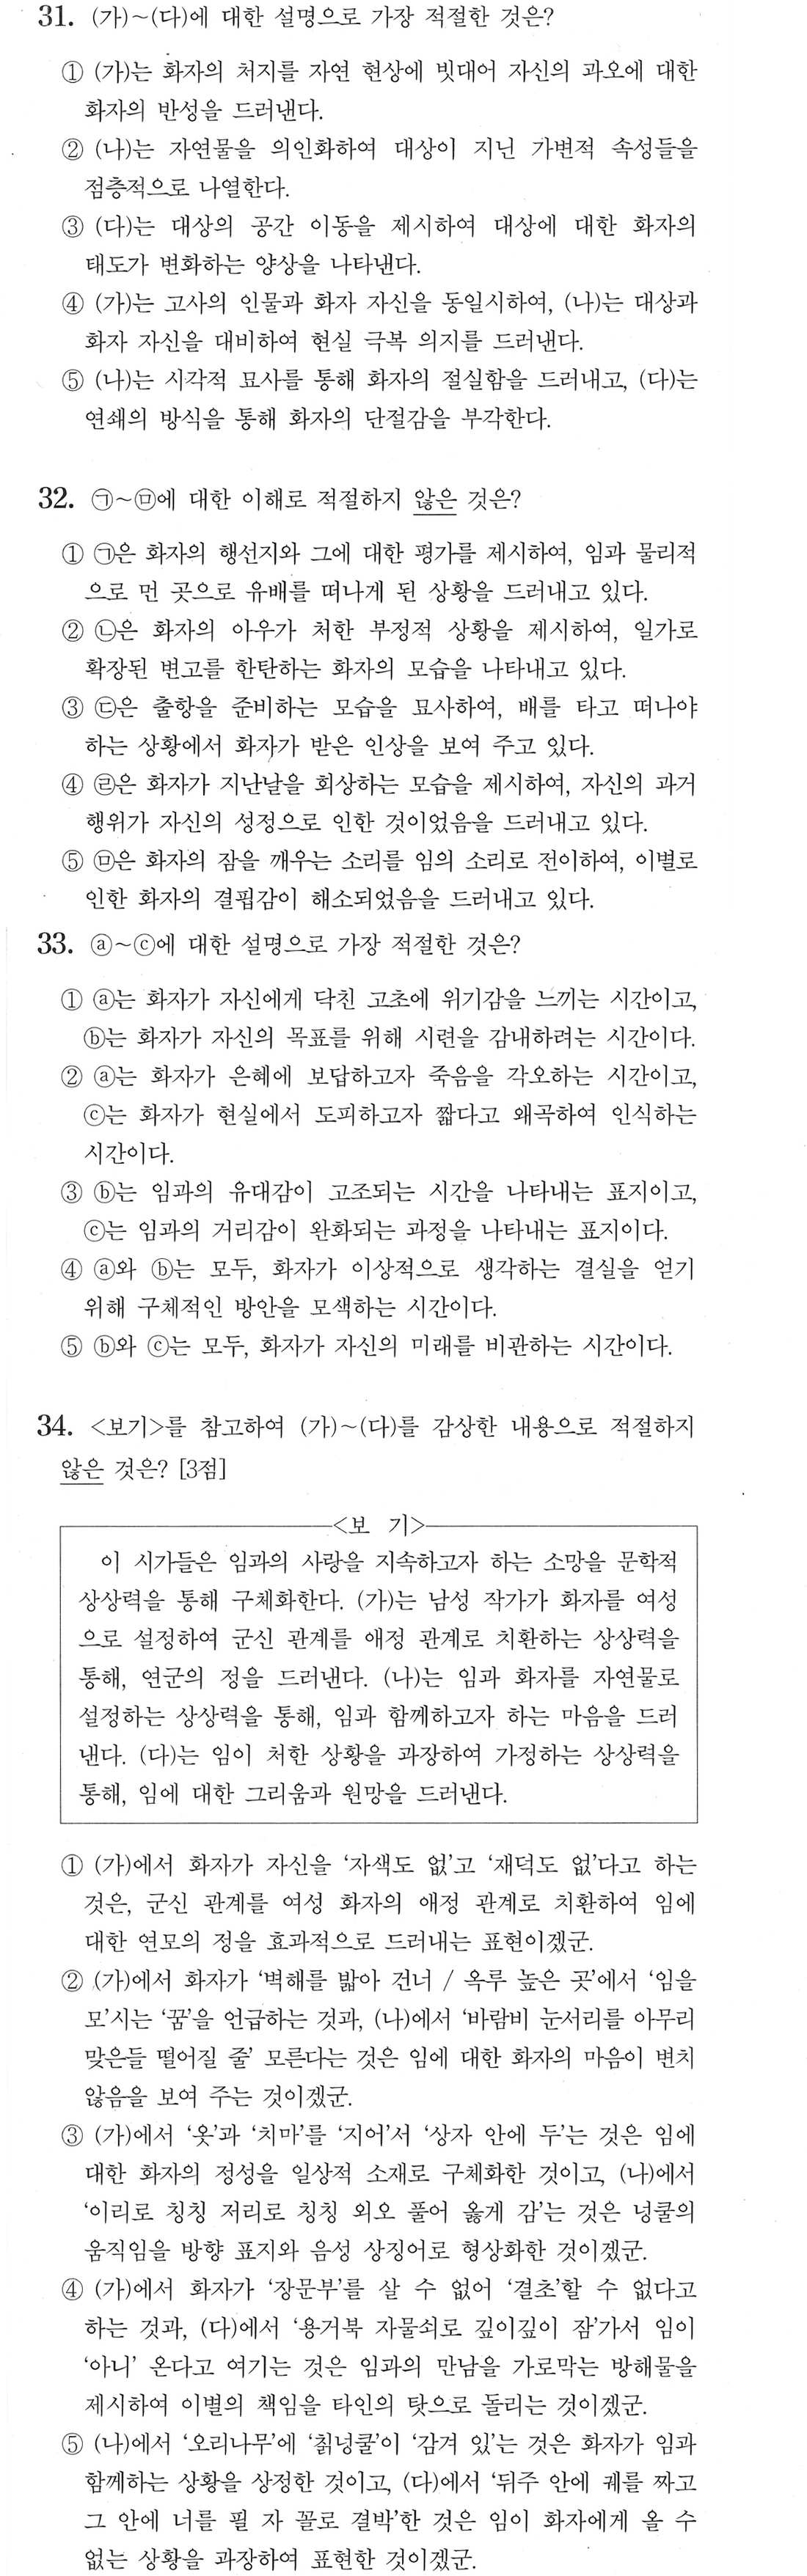 31. (가)~(다)에 대한 설명으로 가장 적절한 것은?
① (가)는 화자의 처지를 자연 현상에 빗대어 자신의 과오에 대한
화자의 반성을 드러낸다.
② (나)는 자연물을 의인화하여 대상이 지닌 가변적 속성들을
점층적으로 나열한다.
③ (다)는 대상의 공간 이동을 제시하여 대상에 대한 화자의
태도가 변화하는 양상을 나타낸다.
④ (가)는 고사의 인물과 화자 자신을 동일시하여, (나)는 대상과
화자 자신을 대비하여 현실 극복 의지를 드러낸다.
⑤ (나)는 시각적 묘사를 통해 화자의 절실함을 드러내고, (다)는
연쇄의 방식을 통해 화자의 단절감을 부각한다.
32. ㉠~㉤에 대한 이해로 적절하지 않은 것은?
① ㉠은 화자의 행선지와 그에 대한 평가를 제시하여, 임과 물리적
으로 먼 곳으로 유배를 떠나게 된 상황을 드러내고 있다.
② ㉡은 화자의 아우가 처한 부정적 상황을 제시하여, 일가로
확장된 변고를 한탄하는 화자의 모습을 나타내고 있다.
③ ㉢은 출항을 준비하는 모습을 묘사하여, 배를 타고 떠나야
하는 상황에서 화자가 받은 인상을 보여 주고 있다.
④ ㉣은 화자가 지난날을 회상하는 모습을 제시하여, 자신의 과거
행위가 자신의 성정으로 인한 것이었음을 드러내고 있다.
⑤ ㉤은 화자의 잠을 깨우는 소리를 임의 소리로 전이하여, 이별로
인한 화자의 결핍감이 해소되었음을 드러내고 있다.
33. ⓐ~ⓒ에 대한 설명으로 가장 적절한 것은?
① ⓐ는 화자가 자신에게 닥친 고초에 위기감을 느끼는 시간이고,
ⓑ는 화자가 자신의 목표를 위해 시련을 감내하려는 시간이다.
② ⓐ는 화자가 은혜에 보답하고자 죽음을 각오하는 시간이고,
ⓒ는 화자가 현실에서 도피하고자 짧다고 왜곡하여 인식하는
시간이다.
③ ⓑ는 임과의 유대감이 고조되는 시간을 나타내는 표지이고,
ⓒ는 임과의 거리감이 완화되는 과정을 나타내는 표지이다.
④ ⓐ와 ⓑ는 모두, 화자가 이상적으로 생각하는 결실을 얻기
위해 구체적인 방안을 모색하는 시간이다.
⑤ ⓑ와 ⓒ는 모두, 화자가 자신의 미래를 비관하는 시간이다.
34. <보기>를 참고하여 (가)~(다)를 감상한 내용으로 적절하지
않은 것은? [3점]
<보 기>
이 시가들은 임과의 사랑을 지속하고자 하는 소망을 문학적
상상력을 통해 구체화한다. (가)는 남성 작가가 화자를 여성
으로 설정하여 군신 관계를 애정 관계로 치환하는 상상력을
통해, 연군의 정을 드러낸다. (나)는 임과 화자를 자연물로
설정하는 상상력을 통해, 임과 함께하고자 하는 마음을 드러
낸다. (다)는 임이 처한 상황을 과장하여 가정하는 상상력을
통해, 임에 대한 그리움과 원망을 드러낸다.
① (가)에서 화자가 자신을 ‘자색도 없’고 ‘재덕도 없’다고 하는
것은, 군신 관계를 여성 화자의 애정 관계로 치환하여 임에
대한 연모의 정을 효과적으로 드러내는 표현이겠군.
② (가)에서 화자가 ‘벽해를 밟아 건너 / 옥루 높은 곳’에서 ‘임을
모’시는 ‘꿈’을 언급하는 것과, (나)에서 ‘바람비 눈서리를 아무리
맞은들 떨어질 줄’ 모른다는 것은 임에 대한 화자의 마음이 변치
않음을 보여 주는 것이겠군.
③ (가)에서 ‘옷’과 ‘치마’를 ‘지어’서 ‘상자 안에 두’는 것은 임에
대한 화자의 정성을 일상적 소재로 구체화한 것이고, (나)에서
‘이리로 칭칭 저리로 칭칭 외오 풀어 옳게 감’는 것은 넝쿨의
움직임을 방향 표지와 음성 상징어로 형상화한 것이겠군.
④ (가)에서 화자가 ‘장문부’를 살 수 없어 ‘결초’할 수 없다고
하는 것과, (다)에서 ‘용거북 자물쇠로 깊이깊이 잠’가서 임이
‘아니’ 온다고 여기는 것은 임과의 만남을 가로막는 방해물을
제시하여 이별의 책임을 타인의 탓으로 돌리는 것이겠군.
⑤ (나)에서 ‘오리나무’에 ‘칡넝쿨’이 ‘감겨 있’는 것은 화자가 임과
함께하는 상황을 상정한 것이고, (다)에서 ‘뒤주 안에 궤를 짜고
그 안에 너를 필 자 꼴로 결박’한 것은 임이 화자에게 올 수
없는 상황을 과장하여 표현한 것이겠군.